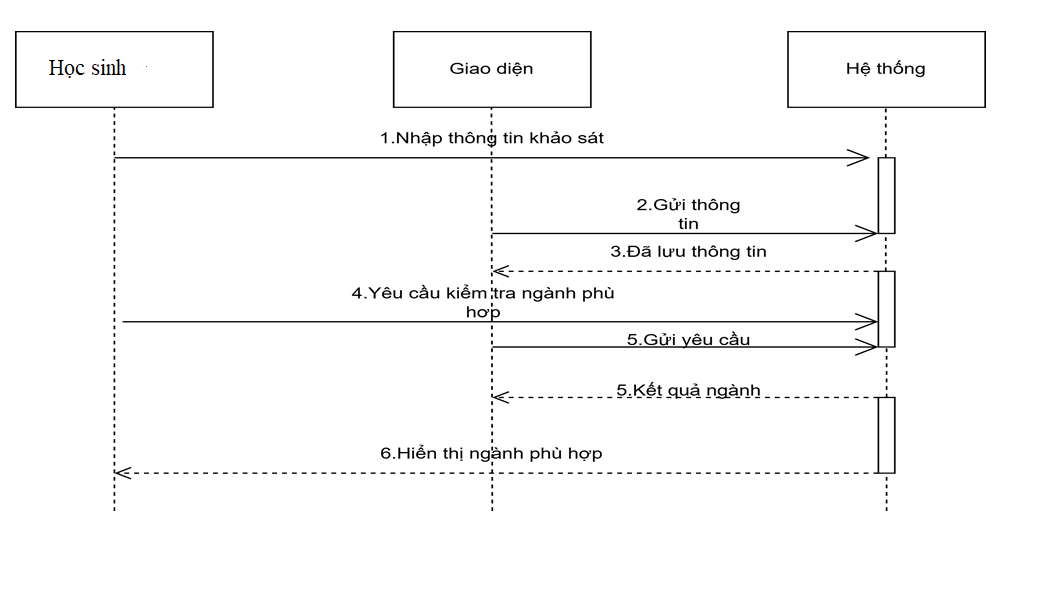 Học sinh
Giao diện
Hệ thống
1.Nhập thông tin khảo sát
2.Gửi thông
tin
3.Đã lưu thông tin
4.Yêu cầu kiểm tra ngành phù
hợp
5.Gửi yêu cầu
5.Kết quả ngành
6.Hiển thị ngành phù hợp